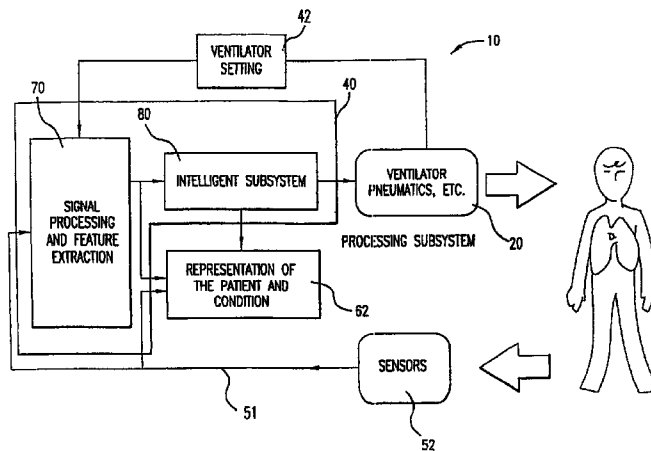 42
VENTILATOR
SETTING
10
70
40
80
SIGNAL
PROCESSING
AND FEATURE
EXTRACTION
INTELLIGENT SUBSYSTEM
VENTILATOR
PNEUMATICS, ETC.
20
PROCESSING SUBSYSTEM
REPRESENTATION OF
THE PATIENT AND
CONDITION
62
SENSORS
51
52